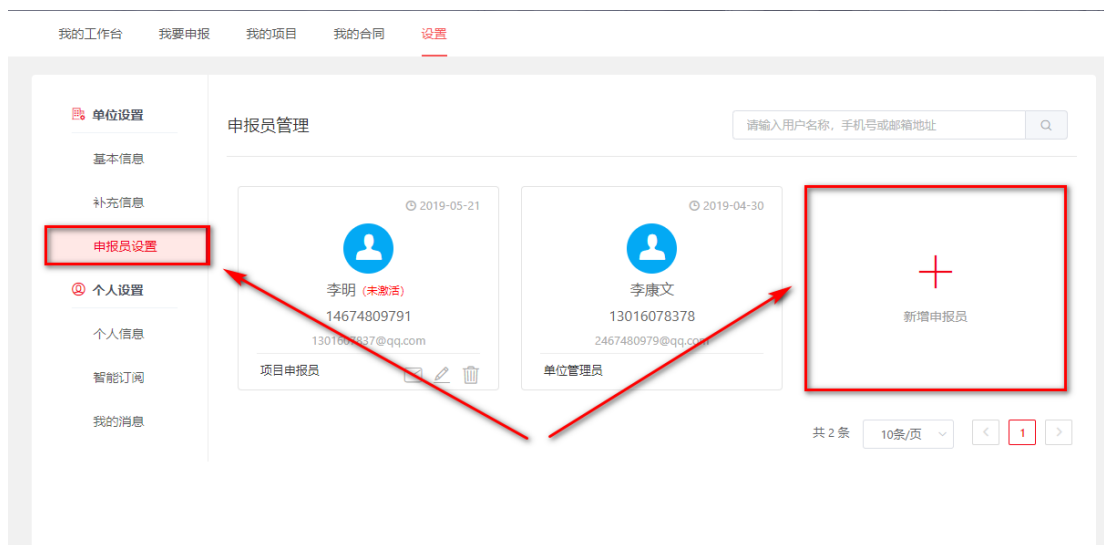 我的工作台 我要申报 我的项目 我的合同 设置
单位设置
基本信息
补充信息
申报员设置
个人设置
个人信息
智能订阅
我的消息
申报员管理
请输入用户名称，手机号或邮箱地址
2019-05-21
李明（未激活）
14674809791
1301607837@qq.com
项目申报员
2019-04-30
李康文
13016078378
2467480979@qq.com
单位管理员
新增申报员
共 2 条 10条/页 1